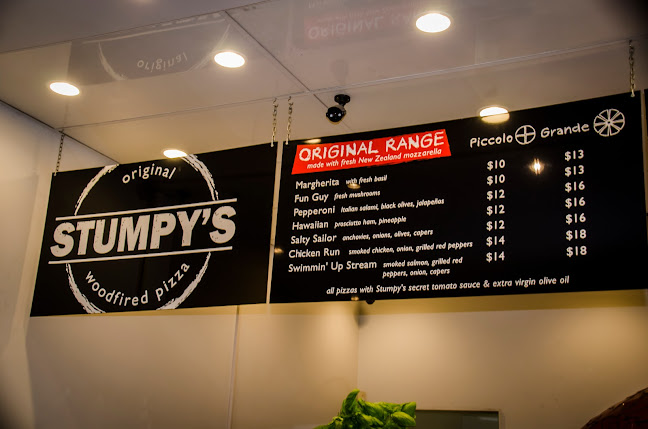 original
STUMPY'S
woodfired pizza
ORIGINAL RANGE
made with fresh New Zealand mozzarella
Piccolo Grande
Margherita with fresh basil $10 $13
Fun Guy fresh mushrooms $10 $13
Pepperoni Italian salami, black olives, jalapeños $12 $16
Hawaiian prosciutto ham, pineapple $12 $16
Salty Sailor anchovies, onions, olives, capers $12 $16
Chicken Run smoked chicken, onion, grilled red peppers $14 $18
Swimmin' Up Stream smoked salmon, grilled red $14 $18
peppers, onion, capers
all pizzas with Stumpy's secret tomato sauce & extra virgin olive oil